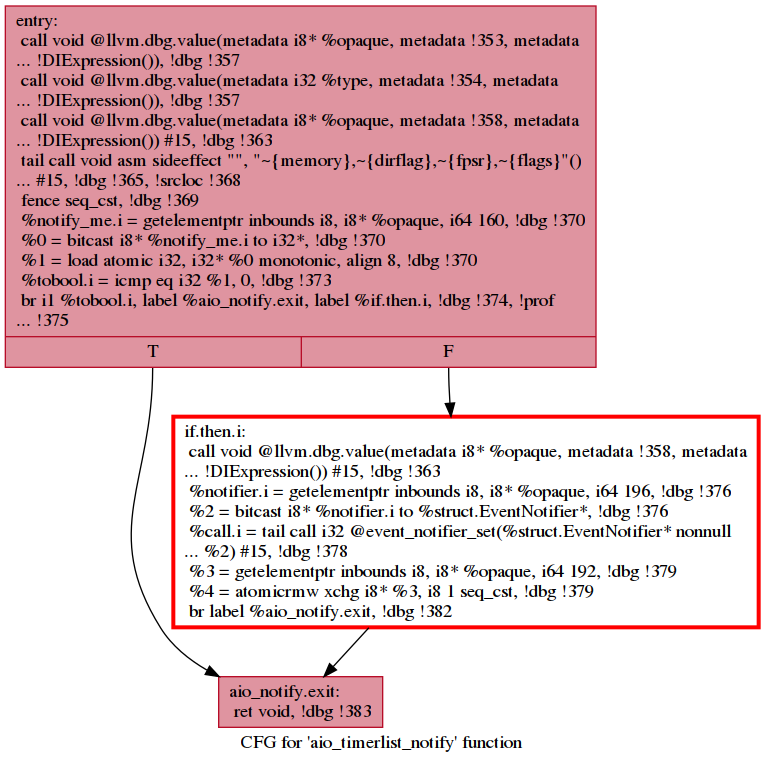 entry:
call void @llvm.dbg.value(metadata i8* %opaque, metadata !353, metadata
... !DIExpression()), !dbg !357
call void @llvm.dbg.value(metadata i32 %type, metadata !354, metadata
... !DIExpression()), !dbg !357
call void @llvm.dbg.value(metadata i8* %opaque, metadata !358, metadata
... !DIExpression()) #15, !dbg !363
tail call void asm sideeffect "", "~{memory},~{dirflag},~{fpsr},~{flags}"()
... #15, !dbg !365, !srcloc !368
fence seq_cst, !dbg !369
%notify_me.i = getelementptr inbounds i8, i8* %opaque, i64 160, !dbg !370
%0 = bitcast i8* %notify_me.i to i32*, !dbg !370
%1 = load atomic i32, i32* %0 monotonic, align 8, !dbg !370
%tobool.i = icmp eq i32 %1, 0, !dbg !373
br i1 %tobool.i, label %aio_notify.exit, label %if.then.i, !dbg !374, !prof
... !375
T F
if.then.i:
call void @llvm.dbg.value(metadata i8* %opaque, metadata !358, metadata
... !DIExpression()) #15, !dbg !363
%notifier.i = getelementptr inbounds i8, i8* %opaque, i64 196, !dbg !376
%2 = bitcast i8* %notifier.i to %struct.EventNotifier*, !dbg !376
%call.i = tail call i32 @event_notifier_set(%struct.EventNotifier* nonnull
... %2) #15, !dbg !378
%3 = getelementptr inbounds i8, i8* %opaque, i64 192, !dbg !379
%4 = atomicrmw xchg i8* %3, i8 1 seq_cst, !dbg !379
br label %aio_notify.exit, !dbg !382
aio_notify.exit:
ret void, !dbg !383
CFG for 'aio_timerlist_notify' function